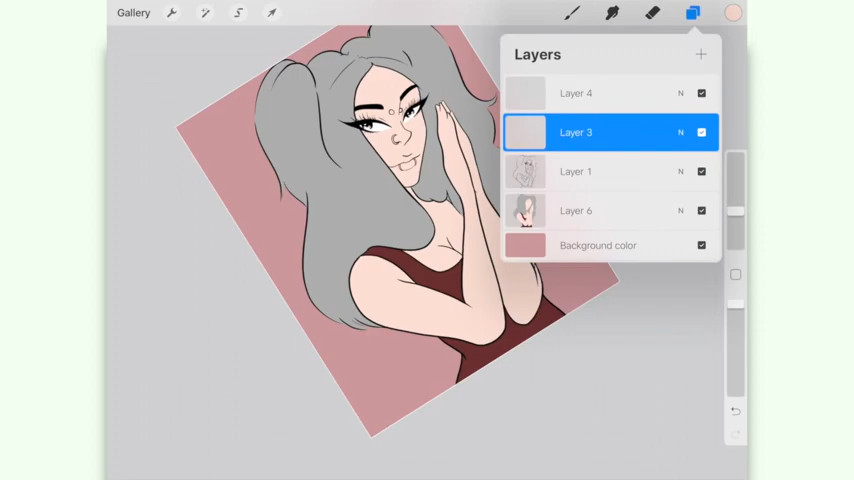 Gallery
Layers
Layer 4 N
Layer 3 N
Layer 1 N
Layer 6 N
Background color